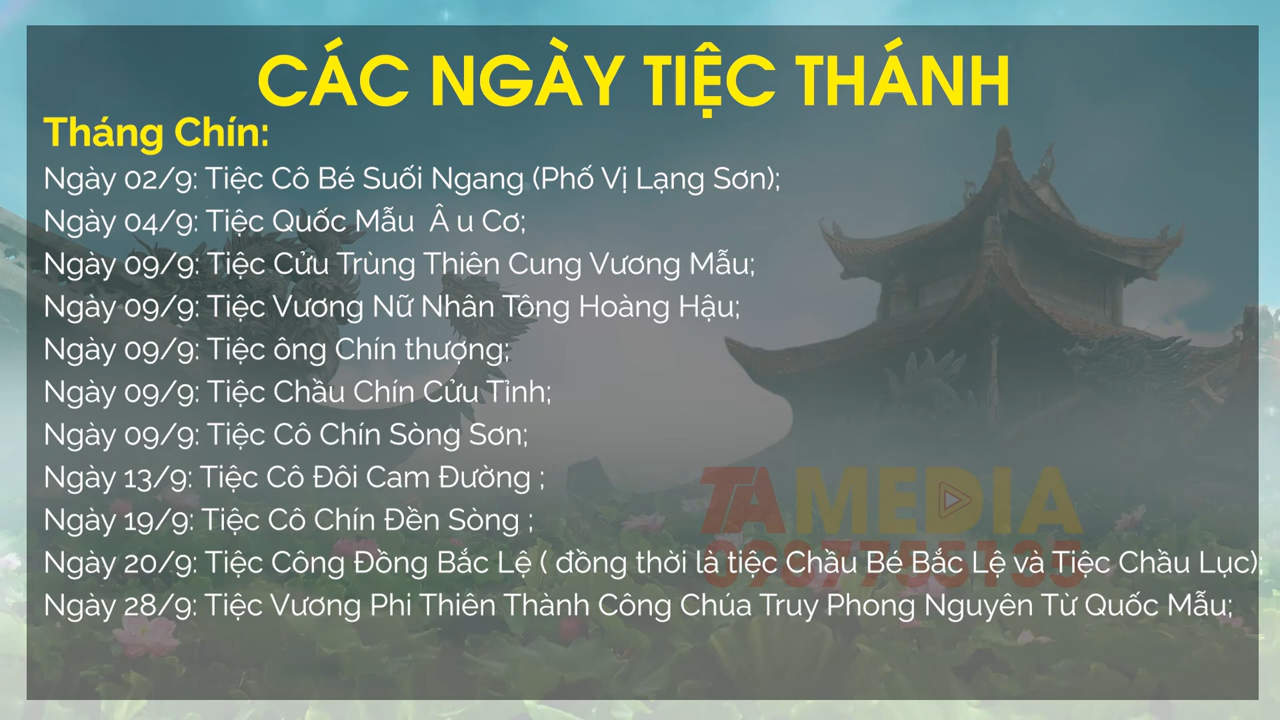 CÁC NGÀY TIỆC THÁNH
Tháng Chín:
Ngày 02/9: Tiệc Cô Bé Suối Ngang (Phố Vị Lạng Sơn);
Ngày 04/9: Tiệc Quốc Mẫu  Â u Cơ;
Ngày 09/9: Tiệc Cửu Trùng Thiên Cung Vương Mẫu;
Ngày 09/9: Tiệc Vương Nữ Nhân Tông Hoàng Hậu;
Ngày 09/9: Tiệc ông Chín thượng;
Ngày 09/9: Tiệc Chầu Chín Cửu Tỉnh;
Ngày 09/9: Tiệc Cô Chín Sòng Sơn;
Ngày 13/9: Tiệc Cô Đôi Cam Đường ;
Ngày 19/9: Tiệc Cô Chín Đền Sòng ;
TA MEDIA
0987755135
Ngày 20/9: Tiệc Công Đồng Bắc Lệ ( đồng thời là tiệc Chầu Bé Bắc Lệ và Tiệc Chầu Lục);
Ngày 28/9: Tiệc Vương Phi Thiên Thành Công Chúa Truy Phong Nguyên Từ Quốc Mẫu;